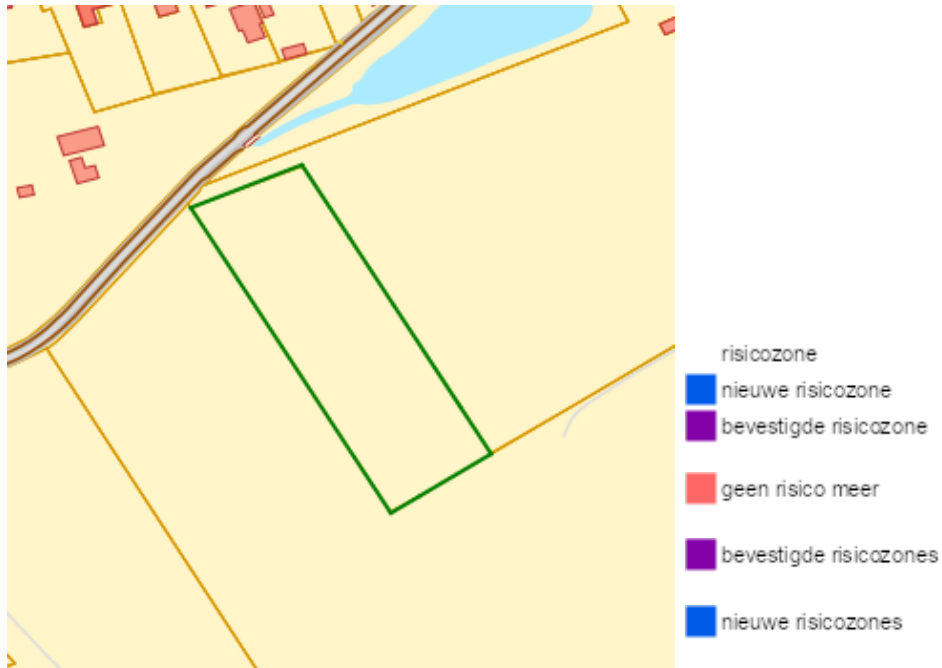 risicozone
nieuwe risicozone
bevestigde risicozone
geen risico meer
bevestigde risicozones
nieuwe risicozones